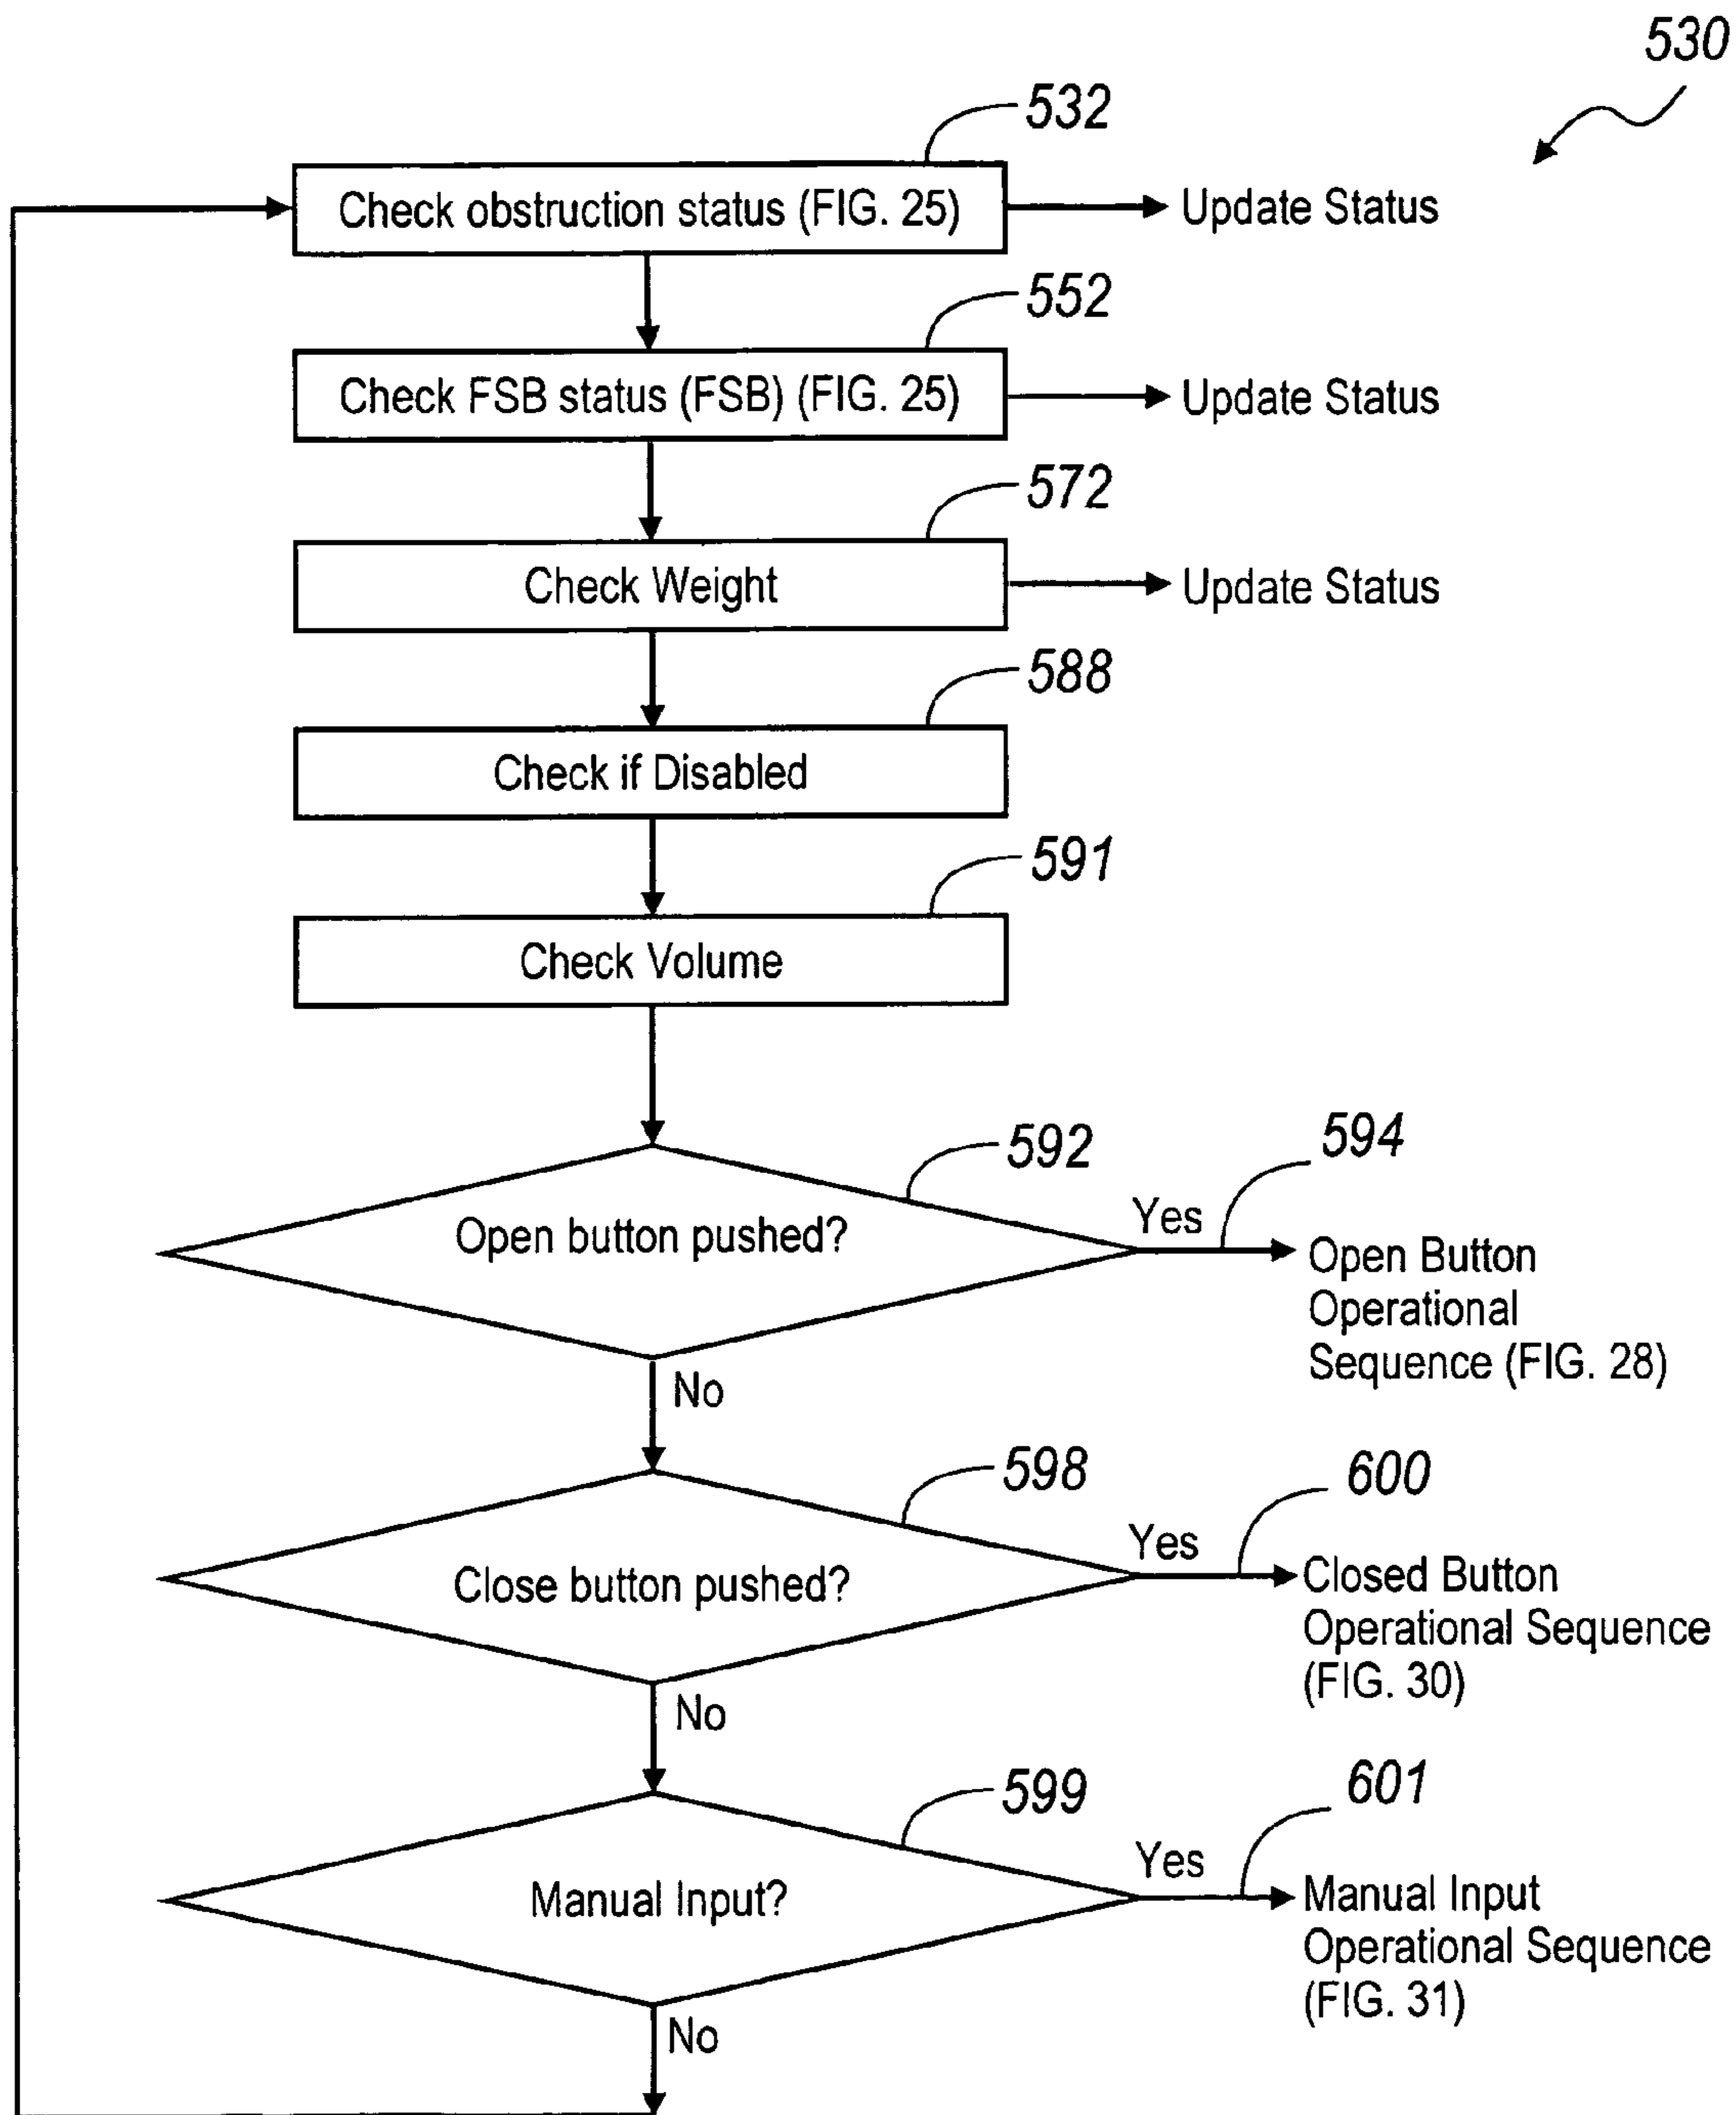 530
532
Check obstruction status (FIG. 25)
Update Status
552
Check FSB status (FSB) (FIG. 25)
Update Status
572
Check Weight
Update Status
588
Check if Disabled
591
Check Volume
592
594
Open button pushed?
Yes
Open Button
Operational
Sequence (FIG. 28)
No
598
600
Close button pushed?
Yes
Closed Button
Operational Sequence
(FIG. 30)
No
599
601
Manual Input?
Yes
Manual Input
Operational Sequence
(FIG. 31)
No